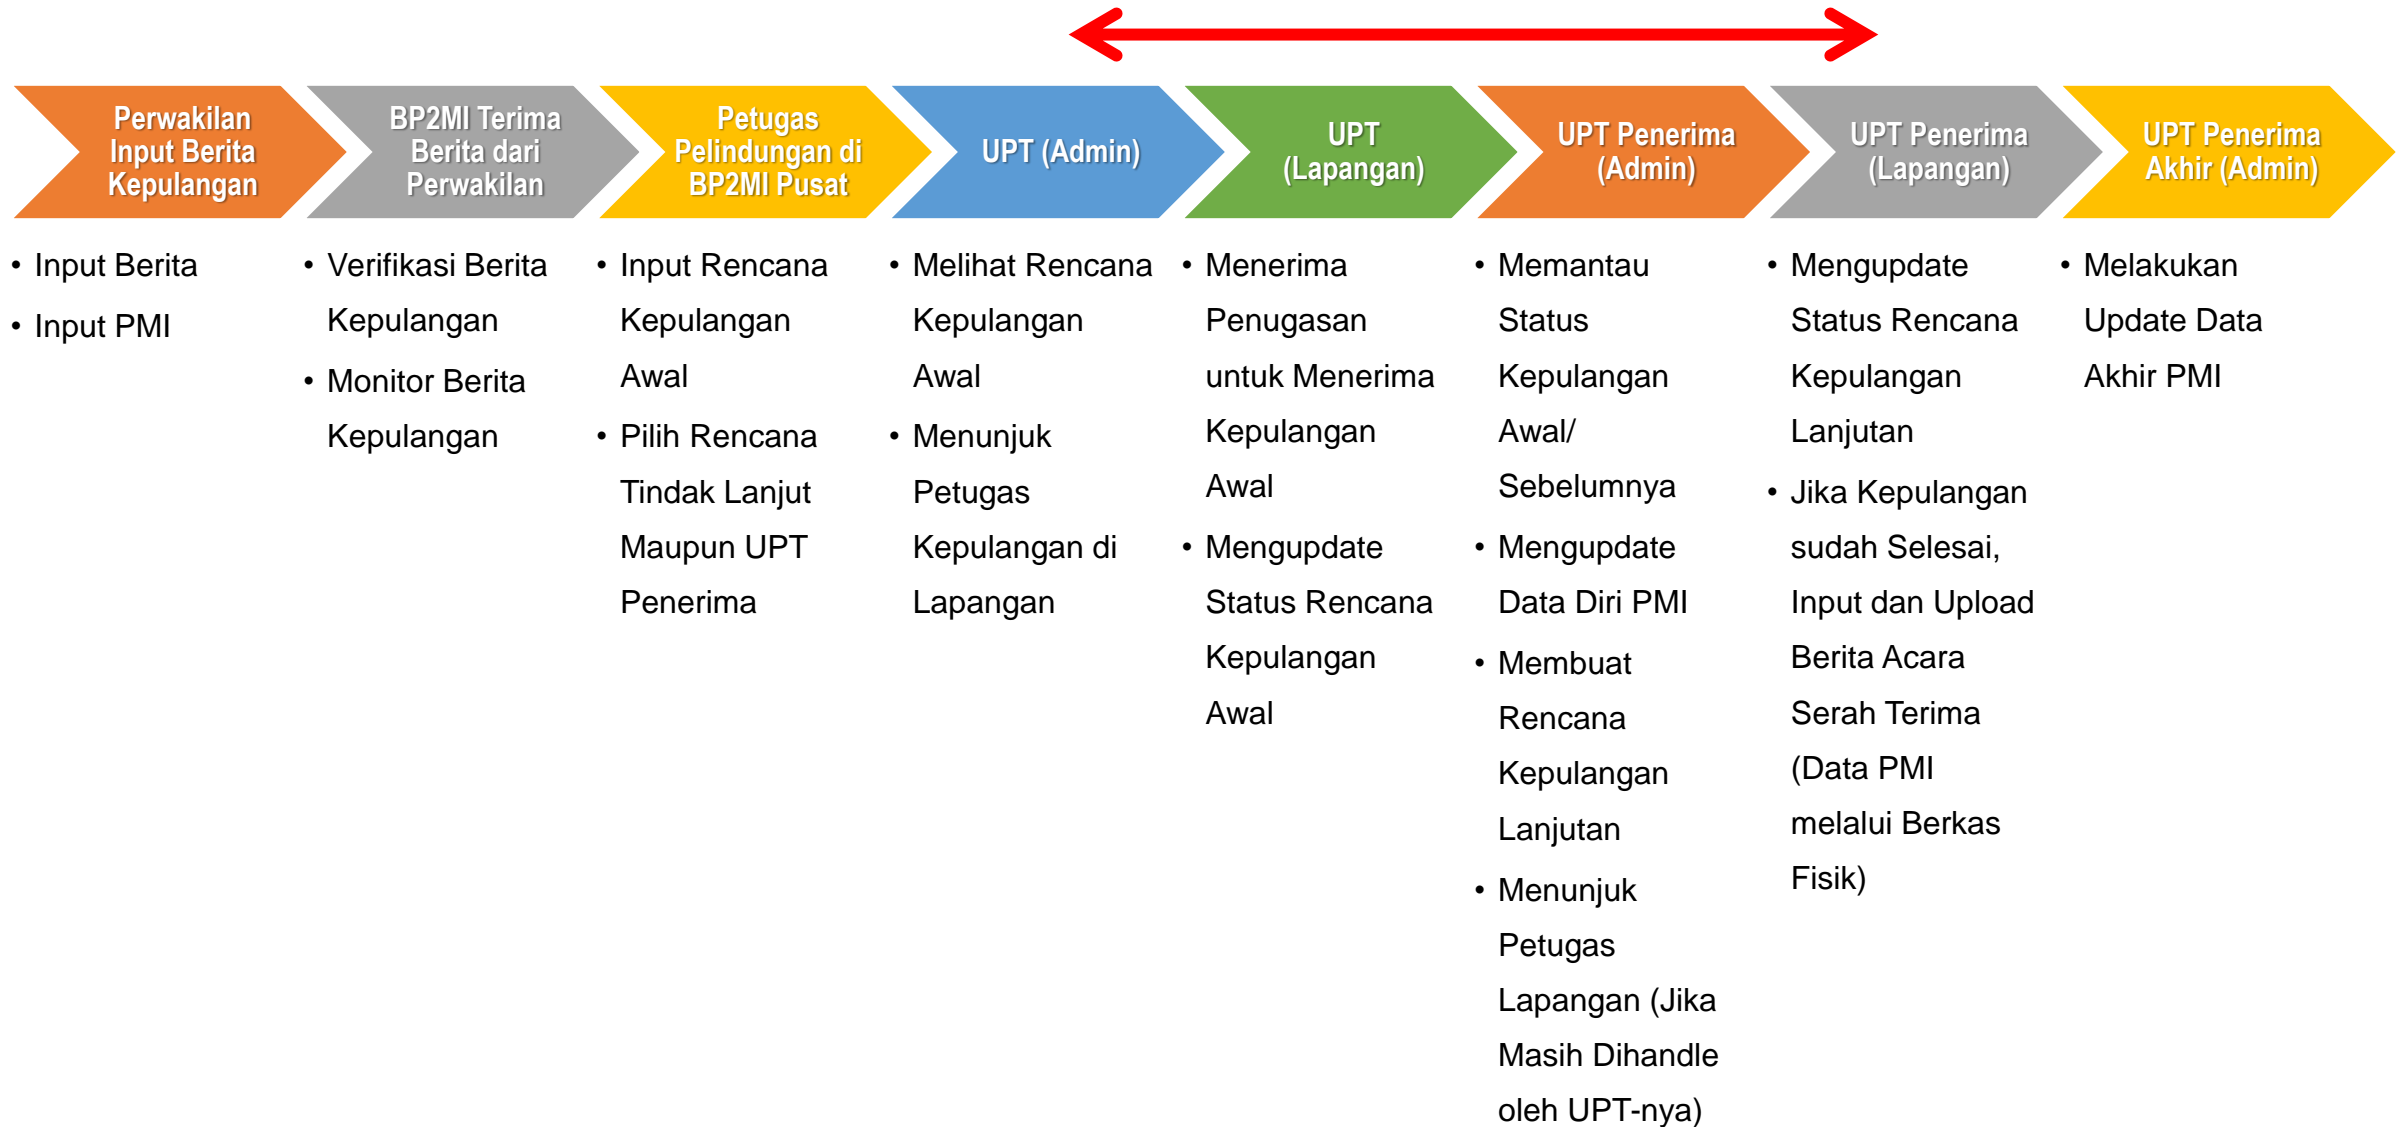 Perwakilan
Input Berita
Kepulangan
BP2MI Terima
Berita dari
Perwakilan
Petugas
Pelindungan di
BP2MI Pusat
UPT (Admin)
UPT
(Lapangan)
UPT Penerima
(Admin)
UPT Penerima
(Lapangan)
UPT Penerima
Akhir (Admin)
• Input Berita
• Input PMI
• Verifikasi Berita
Kepulangan
• Monitor Berita
Kepulangan
• Input Rencana
Kepulangan
Awal
• Pilih Rencana
Tindak Lanjut
Maupun UPT
Penerima
• Melihat Rencana
Kepulangan
Awal
• Menunjuk
Petugas
Kepulangan di
Lapangan
• Menerima
Penugasan
untuk Menerima
Kepulangan
Awal
• Mengupdate
Status Rencana
Kepulangan
Awal
• Memantau
Status
Kepulangan
Awal/
Sebelumnya
• Mengupdate
Data Diri PMI
• Membuat
Rencana
Kepulangan
Lanjutan
• Menunjuk
Petugas
Lapangan (Jika
Masih Dihandle
oleh UPT-nya)
• Mengupdate
Status Rencana
Kepulangan
Lanjutan
• Jika Kepulangan
sudah Selesai,
Input dan Upload
Berita Acara
Serah Terima
(Data PMI
melalui Berkas
Fisik)
• Melakukan
Update Data
Akhir PMI